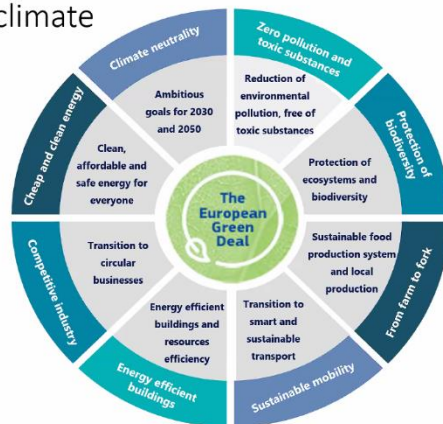 climate
Climate neutrality
Ambitious
goals for 2030
and 2050
Zero pollution and
toxic substances
Reduction of
environmental
pollution, free of
toxic substances
Protection of
biodiversity
Protection of
ecosystems and
biodiversity
From farm to fork
Sustainable food
production system
and local
production
Sustainable mobility
Transition to
smart and
sustainable
transport
Energy efficient
buildings
Energy efficient
buildings and
resources
efficiency
Competitive industry
Transition to
circular
businesses
Cheap and clean energy
Clean,
affordable and
safe energy for
everyone
The
European
Green
Deal